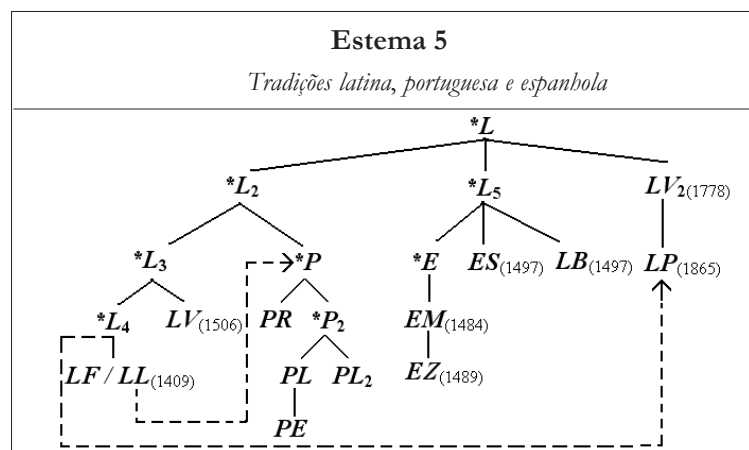 Estema 5
Tradições latina, portuguesa e espanhola
*L
*L2 *L5 LV2(1778)
*L3 *P *E ES(1497) LB(1497) LP(1865)
*L4 LV(1506) PR *P2 EM(1484)
LF / LL(1409) PL PL2 EZ(1489)
PE